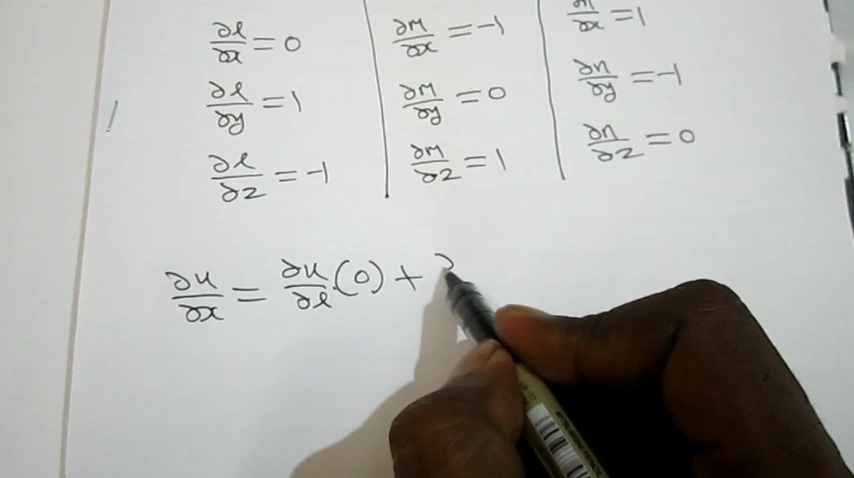 ∂l/∂x = 0 ∂m/∂x = -1 ∂n/∂x = 1
∂l/∂y = 1 ∂m/∂y = 0 ∂n/∂y = -1
∂l/∂z = -1 ∂m/∂z = 1 ∂n/∂z = 0
∂u/∂x = ∂u/∂l (0) + ∂